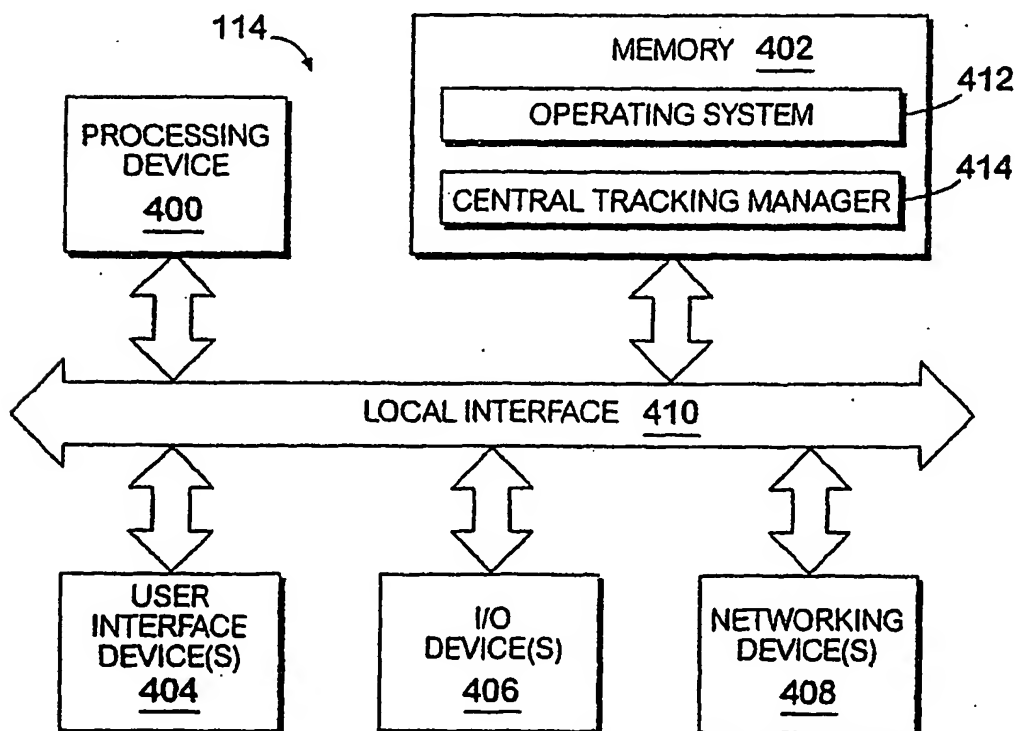 114
MEMORY 402
412
OPERATING SYSTEM
PROCESSING
DEVICE
400
414
CENTRAL TRACKING MANAGER
LOCAL INTERFACE 410
USER
INTERFACE
DEVICE(S)
404
I/O
DEVICE(S)
406
NETWORKING
DEVICE(S)
408